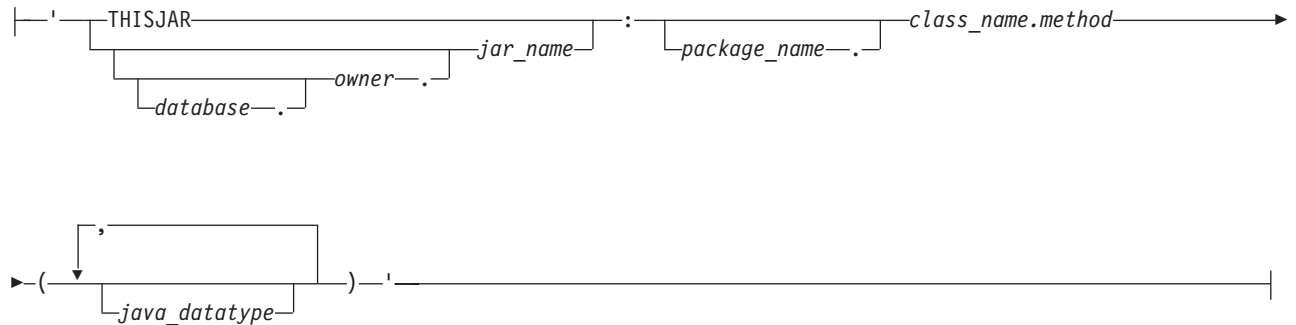 ' THISJAR : class_name.method
jar_name package_name .
owner .
database .
,
( ) '
java_datatype